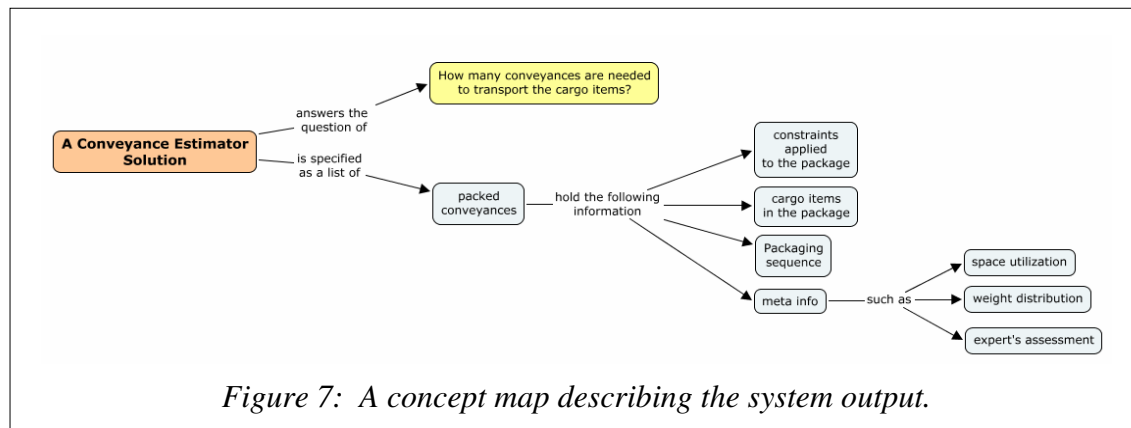 How many conveyances are needed
to transport the cargo items?
answers the
question of
A Conveyance Estimator
Solution
is specified
as a list of
packed
conveyances
hold the following
information
constraints
applied
to the package
cargo items
in the package
Packaging
sequence
meta info
such as
space utilization
weight distribution
expert's assessment
Figure 7: A concept map describing the system output.